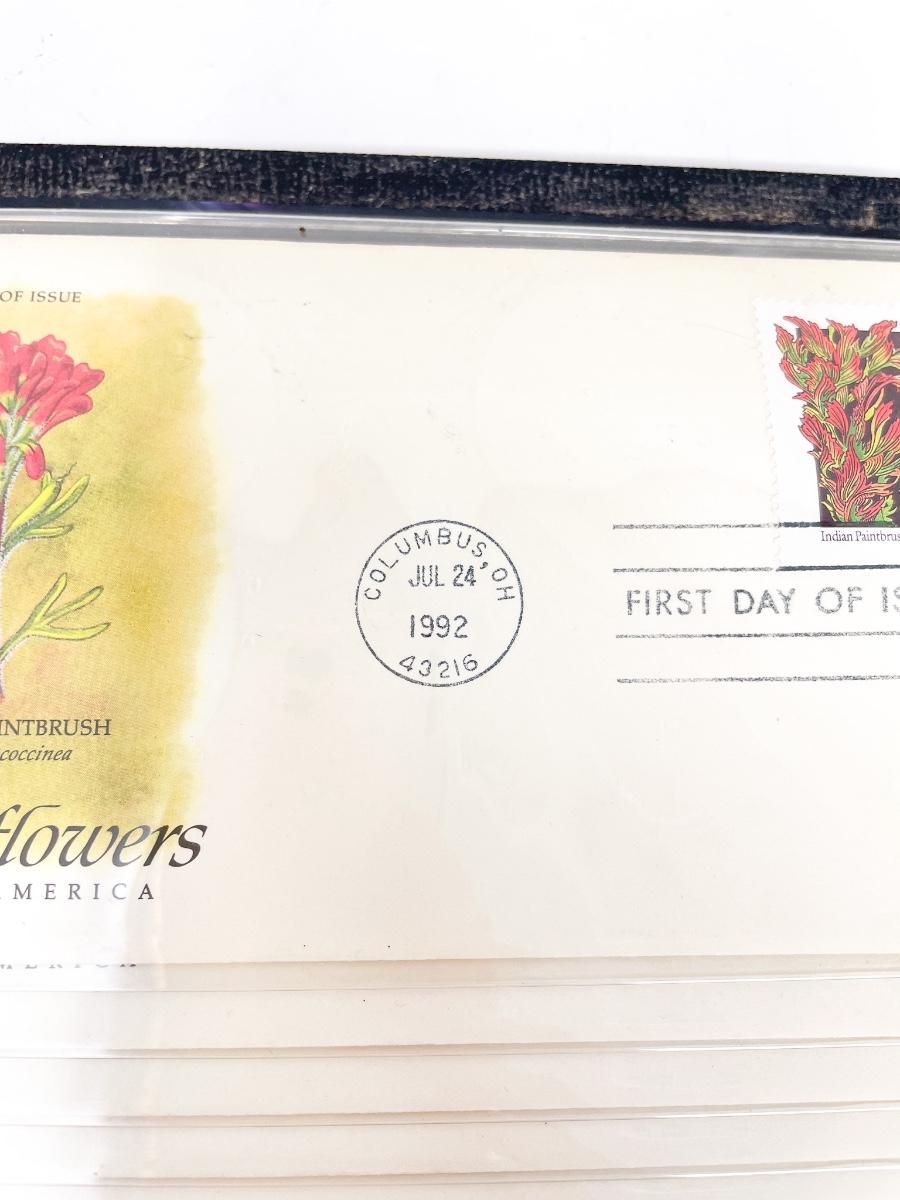 OF ISSUE
Indian Paintbrus
COLUMBUS, OH
JUL 24
1992
43216
FIRST DAY OF IS
INTBRUSH
coccinea
flowers
AMERICA